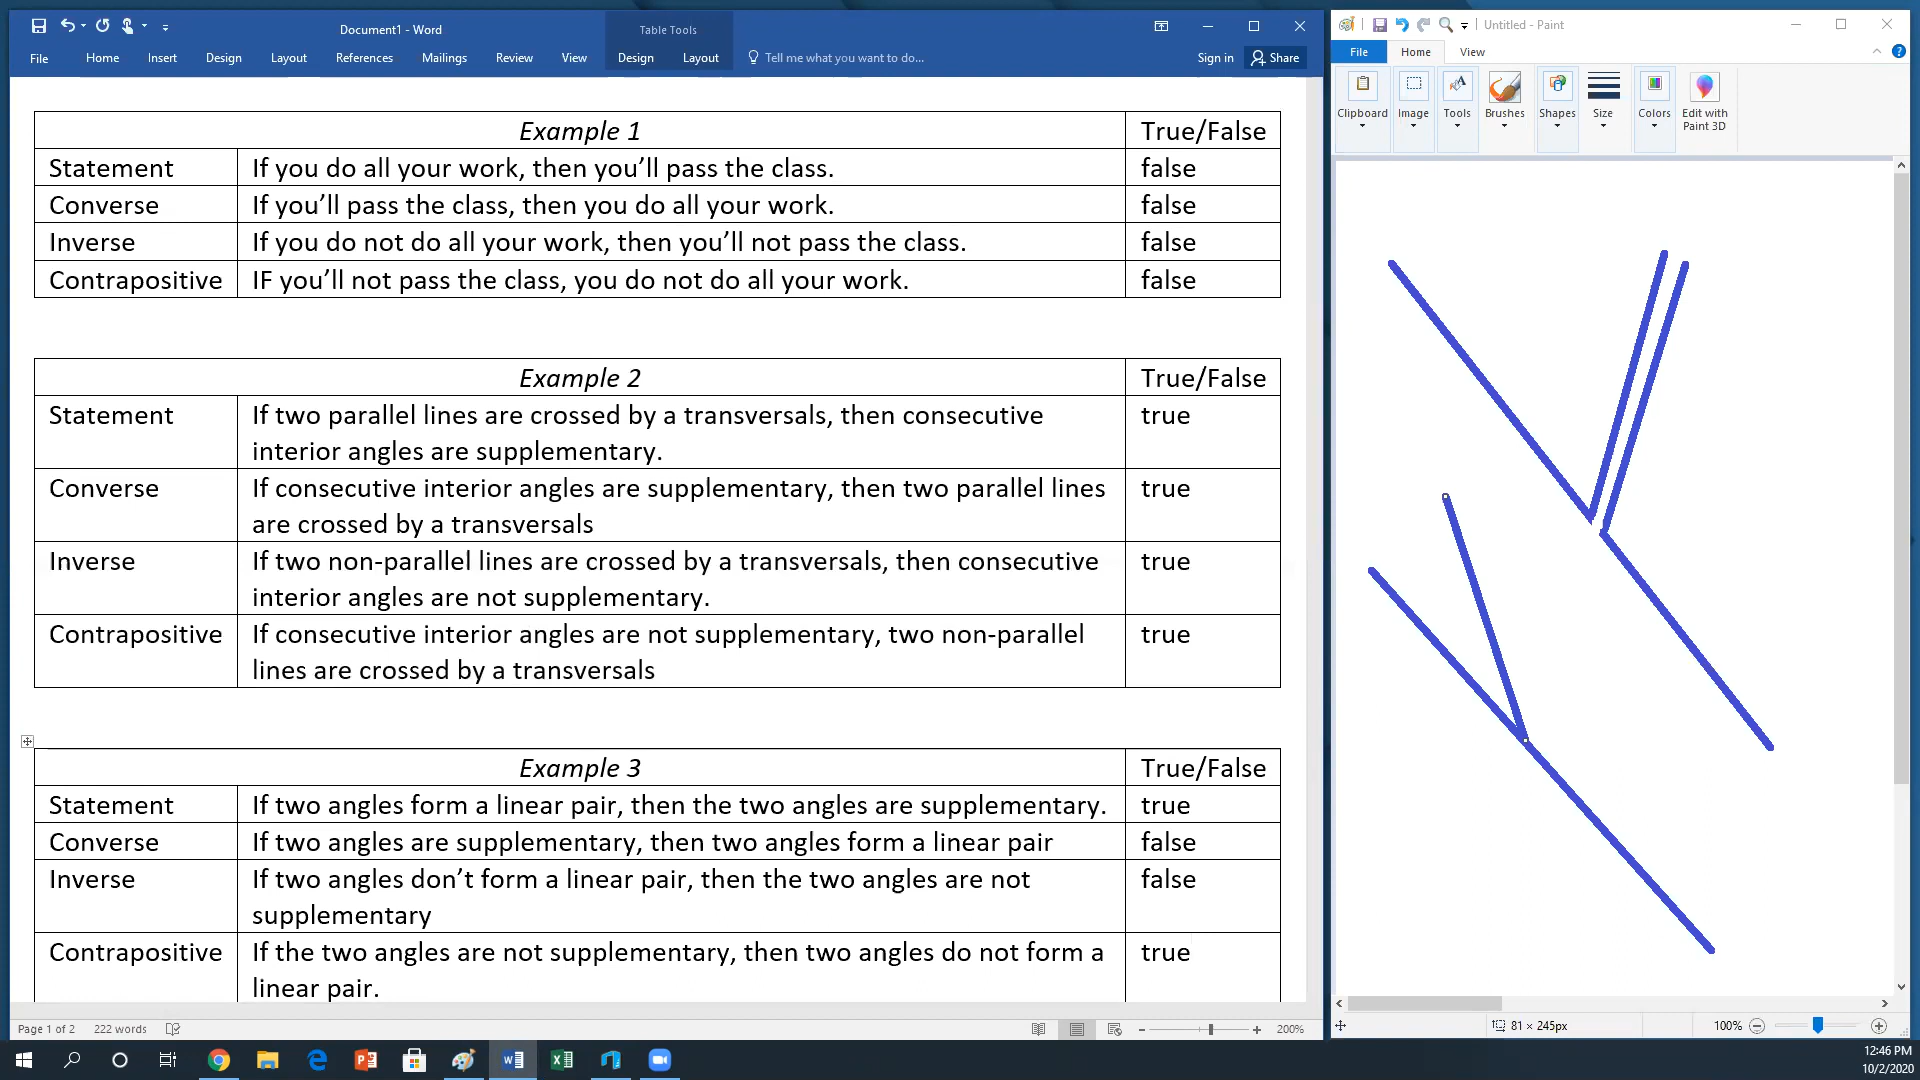 Document1 - Word
Table Tools
File Home Insert Design Layout References Mailings Review View Design Layout Tell me what you want to do... Sign in Share
Example 1 True/False
Statement If you do all your work, then you’ll pass the class. false
Converse If you’ll pass the class, then you do all your work. false
Inverse If you do not do all your work, then you’ll not pass the class. false
Contrapositive IF you’ll not pass the class, you do not do all your work. false
Example 2 True/False
Statement If two parallel lines are crossed by a transversals, then consecutive true
interior angles are supplementary.
Converse If consecutive interior angles are supplementary, then two parallel lines true
are crossed by a transversals
Inverse If two non-parallel lines are crossed by a transversals, then consecutive true
interior angles are not supplementary.
Contrapositive If consecutive interior angles are not supplementary, two non-parallel true
lines are crossed by a transversals
Example 3 True/False
Statement If two angles form a linear pair, then the two angles are supplementary. true
Converse If two angles are supplementary, then two angles form a linear pair false
Inverse If two angles don’t form a linear pair, then the two angles are not false
supplementary
Contrapositive If the two angles are not supplementary, then two angles do not form a true
linear pair.
Page 1 of 2 222 words 200%
Untitled - Paint
File Home View
Clipboard Image Tools Brushes Shapes Size Colors Edit with
Paint 3D
81 × 245px 100%
12:46 PM
10/2/2020